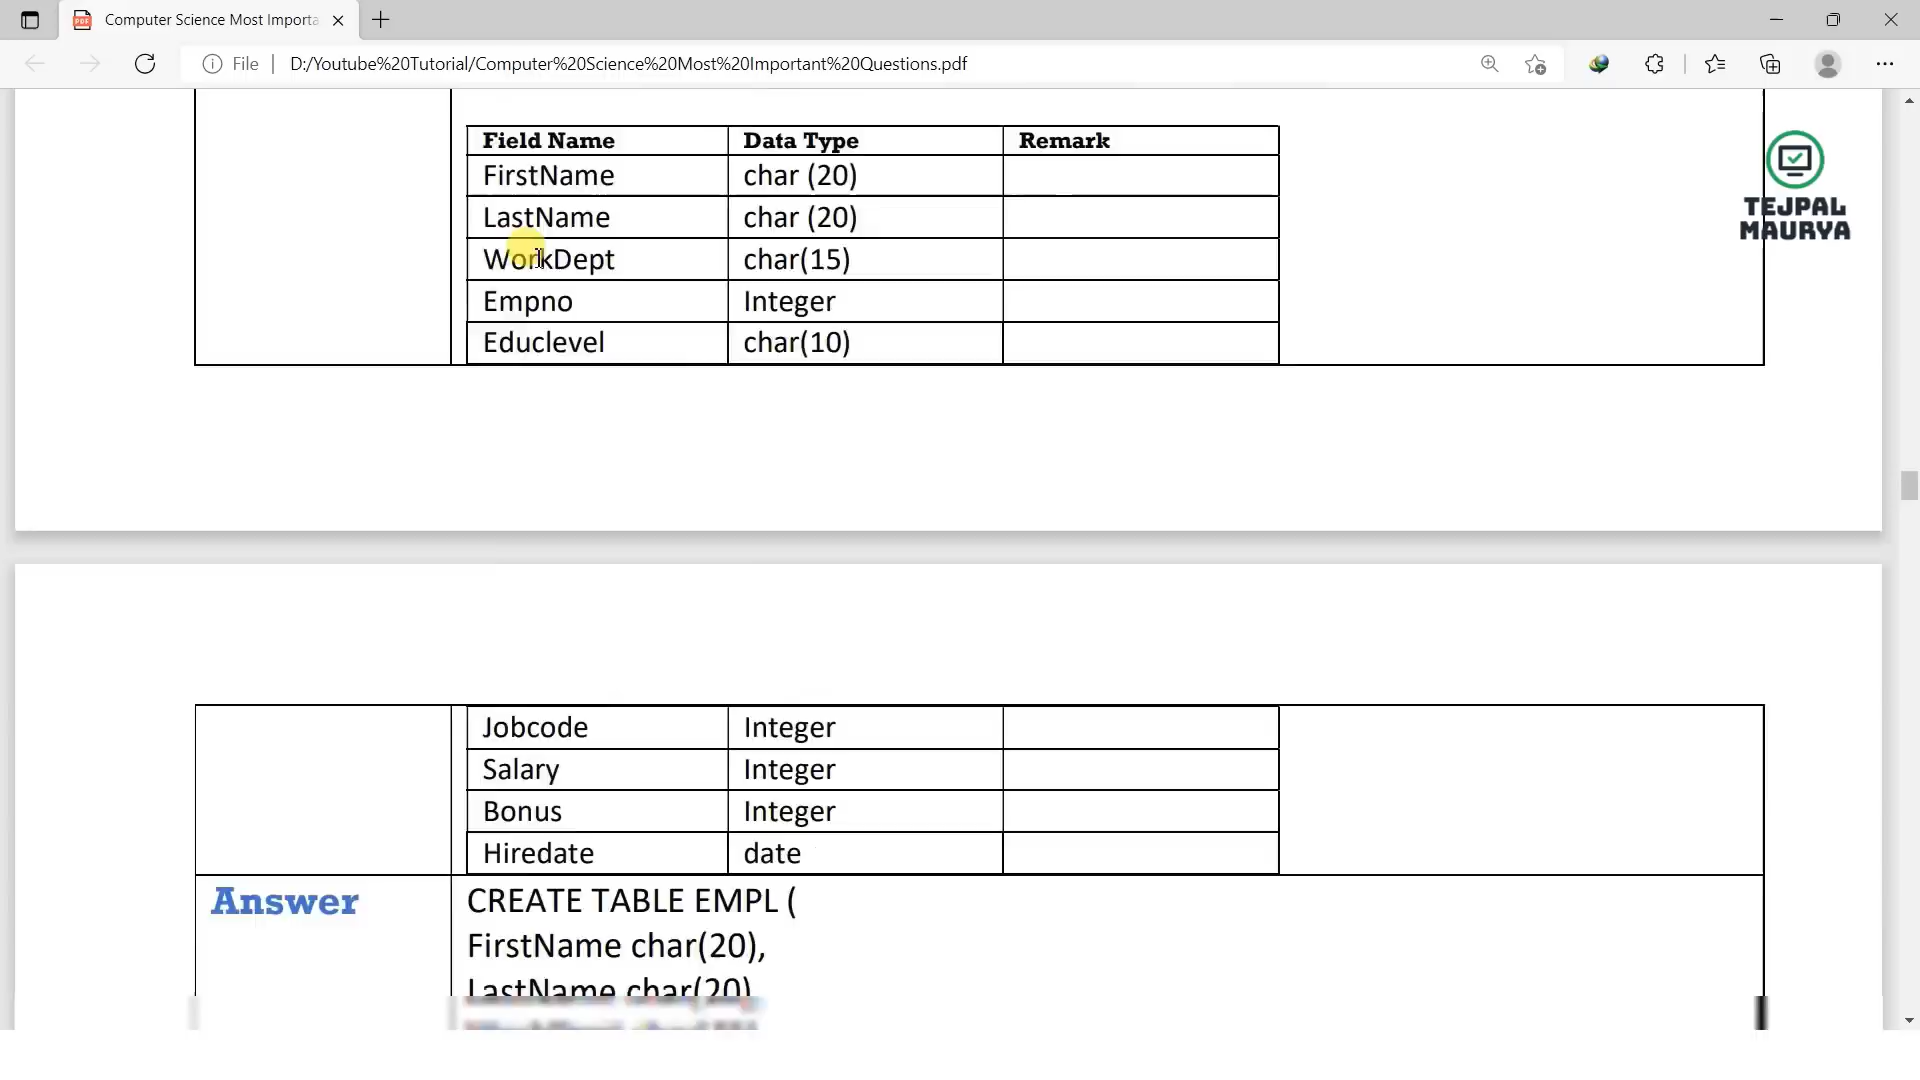 Computer Science Most Importa
File
D:/Youtube%20Tutorial/Computer%20Science%20Most%20Important%20Questions.pdf
Field Name Data Type Remark
FirstName char (20)
LastName char (20)
WorkDept char(15)
Empno Integer
Educlevel char(10)
TEJPAL
MAURYA
Jobcode Integer
Salary Integer
Bonus Integer
Hiredate date
Answer CREATE TABLE EMPL (
FirstName char(20),
LastName char(20)